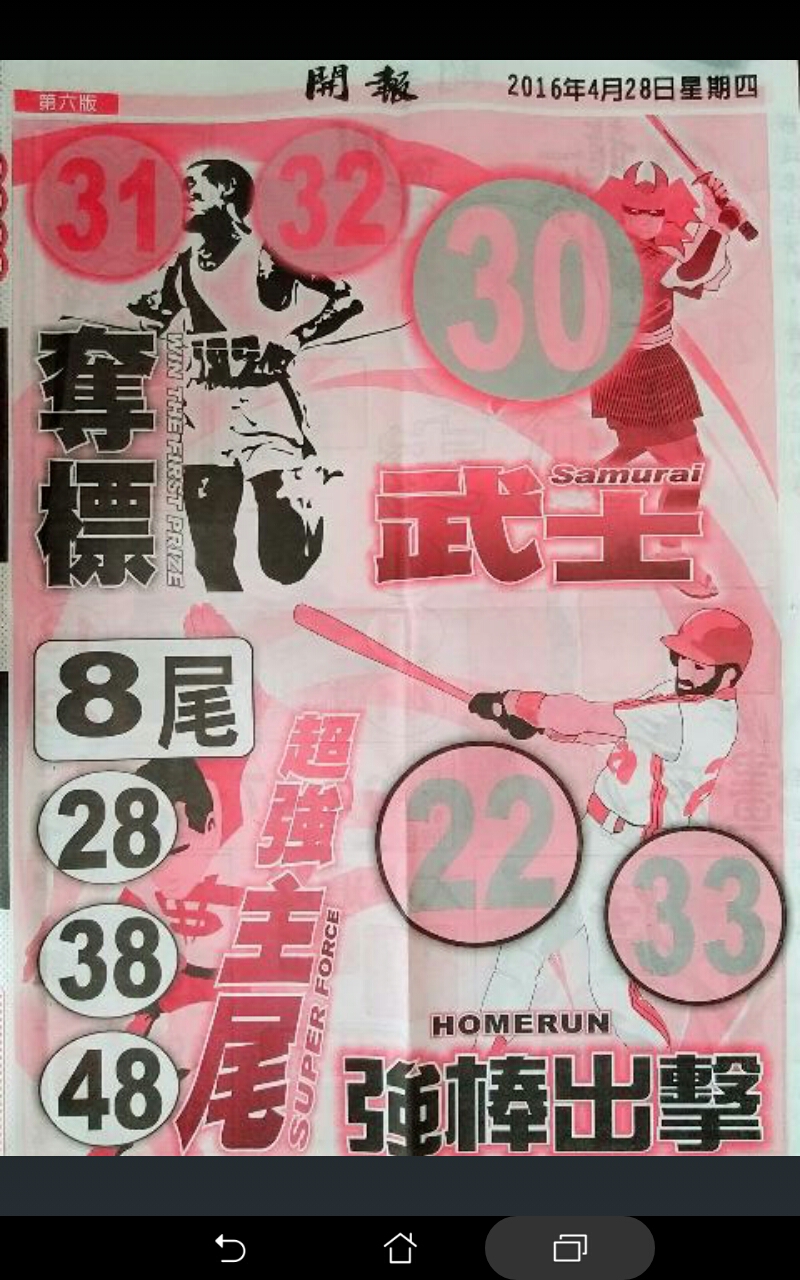 開報
2016年4月28日星期四
第六版
31
32
30
奪標
WIN THE FIRST PRIZE
Samurai
武士
8尾
28
38
48
超強
主尾
SUPER FORCE
22
33
HOMERUN
強棒出擊